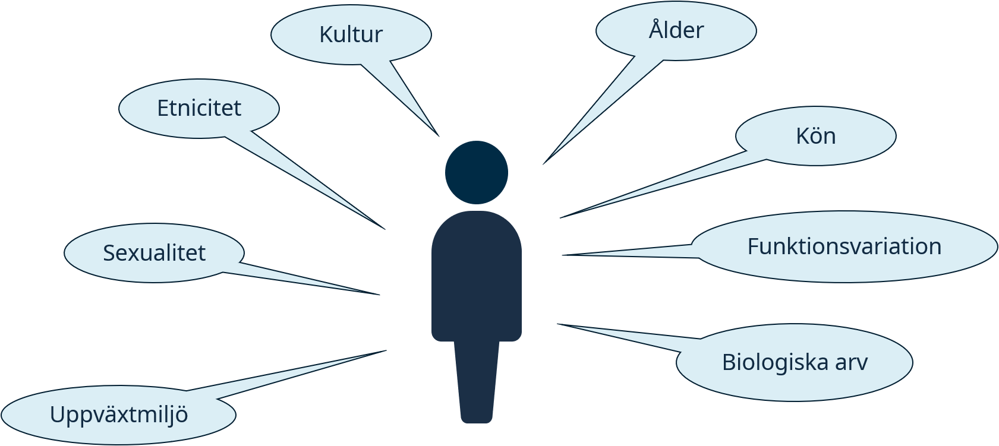 Kultur
Ålder
Etnicitet
Kön
Sexualitet
Funktionsvariation
Biologiska arv
Uppväxtmiljö